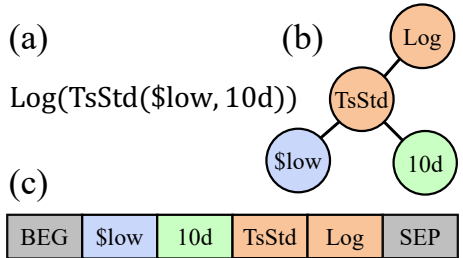 (a)
(b)
Log
Log(TsStd($low, 10d))
TsStd
$low
10d
(c)
BEG $low 10d TsStd Log SEP